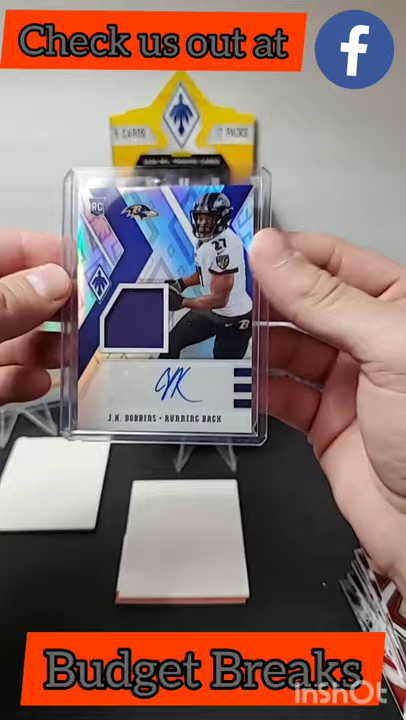 Check us out at
f
RC
27
J.K. DOBBINS • RUNNING BACK
Budget Breaks
InShOt